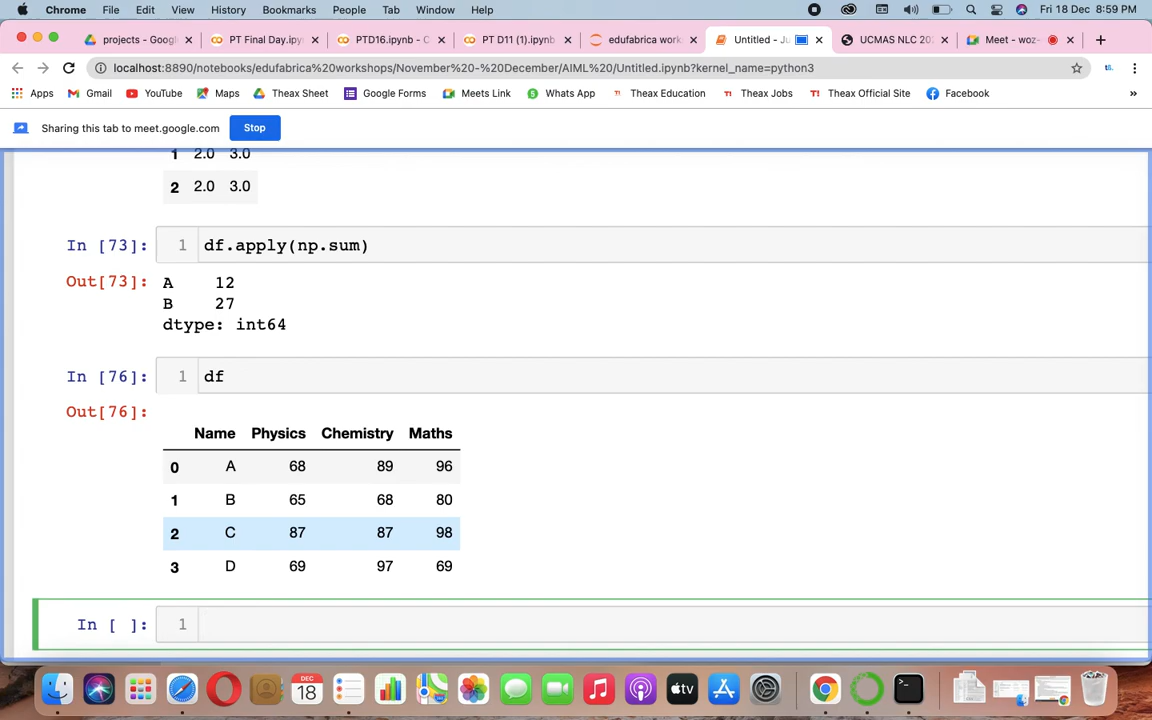 Chrome File Edit View History Bookmarks People Tab Window Help Fri 18 Dec 8:59 PM
projects - Googl PT Final Day.ipyn PTD16.ipynb - C PT D11 (1).ipynb edufabrica work Untitled - Ju UCMAS NLC 20 Meet - woz-
localhost:8890/notebooks/edufabrica%20workshops/November%20-%20December/AIML%20/Untitled.ipynb?kernel_name=python3
Apps Gmail YouTube Maps Theax Sheet Google Forms Meets Link Whats App Theax Education Theax Jobs Theax Official Site Facebook »
Sharing this tab to meet.google.com Stop
1 2.0 3.0
2 2.0 3.0
In [73]: 1 df.apply(np.sum)
Out[73]: A 12
B 27
dtype: int64
In [76]: 1 df
Out[76]:
Name Physics Chemistry Maths
0 A 68 89 96
1 B 65 68 80
2 C 87 87 98
3 D 69 97 69
In [ ]: 1
DEC
18
tv